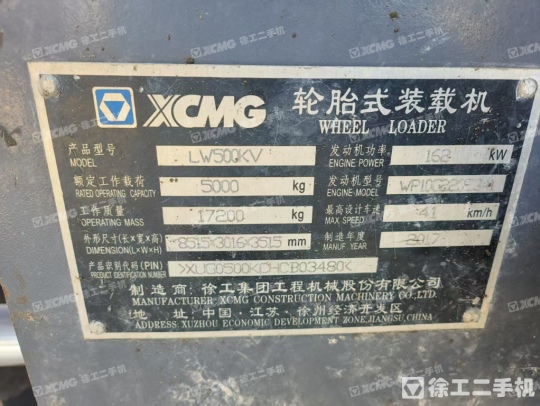 XCMG 轮胎式装载机
WHEEL LOADER
产品型号 LW500KV 发动机功率 162 kW
MODEL ENGINE POWER
额定工作载荷 5000 kg 发动机型号
RATED OPERATING CAPACITY ENGINE MODEL
工作质量 17200 kg 最高设计车速 41 km/h
OPERATING MASS MAX SPEED
外形尺寸(长×宽×高) 8515×3016×3515 mm 制造年度 2017
DIMENSION(L×W×H) MANUF YEAR
产品识别代码(PIN)
PRODUCT IDENTIFICATION NUMBER
制造商: 徐工集团工程机械股份有限公司
MANUFACTURER XCMG CONSTRUCTION MACHINERY CO.,LTD.
地址: 中国·江苏·徐州经济开发区
ADDRESS XUZHOU ECONOMIC DEVELOPMENT ZONE,JIANGSU,CHINA
徐工二手机